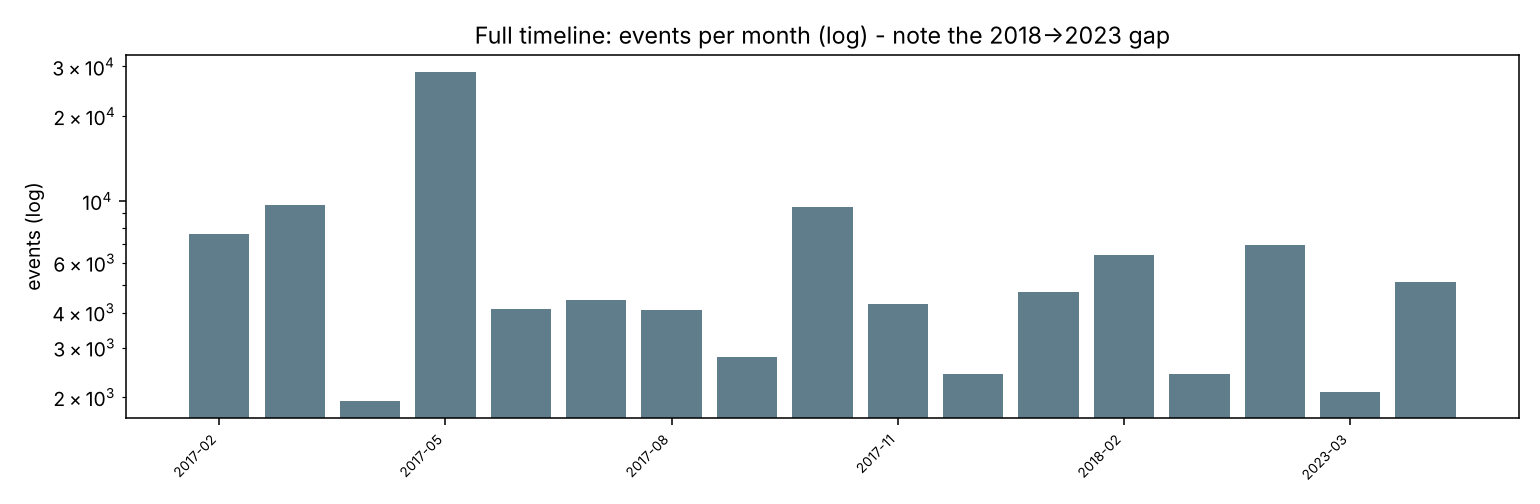 Full timeline: events per month (log) - note the 2018→2023 gap
events (log)
3 × 10⁴
2 × 10⁴
10⁴
6 × 10³
4 × 10³
3 × 10³
2 × 10³
2017-02
2017-05
2017-08
2017-11
2018-02
2023-03